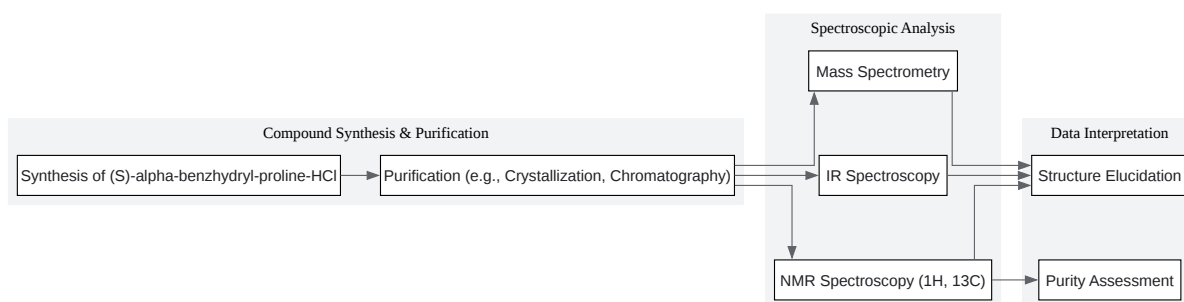 Compound Synthesis & Purification
Synthesis of (S)-alpha-benzhydryl-proline-HCl
Purification (e.g., Crystallization, Chromatography)
Spectroscopic Analysis
Mass Spectrometry
IR Spectroscopy
NMR Spectroscopy (1H, 13C)
Data Interpretation
Structure Elucidation
Purity Assessment